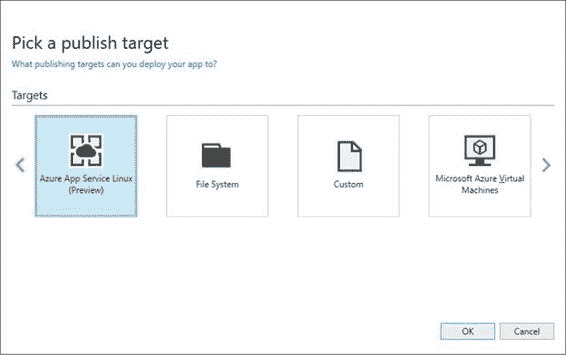 Pick a publish target
What publishing targets can you deploy your app to?
Targets
Azure App Service Linux
(Preview)
File System
Custom
Microsoft Azure Virtual
Machines
OK
Cancel